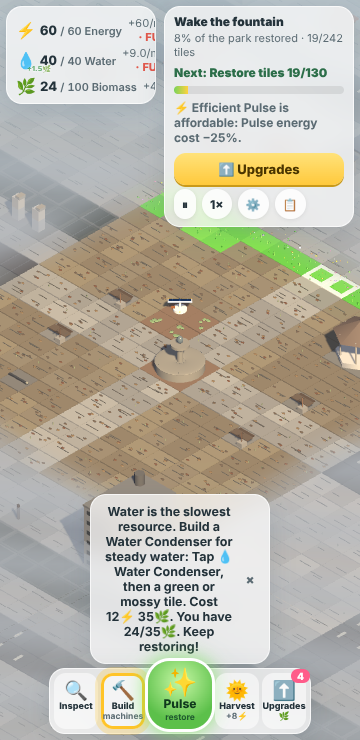 ⚡ 60 / 60 Energy +60/
· FU
💧 40 / 40 Water +9.0/m
+1.5🌿 · FU
🌿 24 / 100 Biomass +4
Wake the fountain
8% of the park restored · 19/242
tiles
Next: Restore tiles 19/130
⚡ Efficient Pulse is
affordable: Pulse energy
cost −25%.
⬆️ Upgrades
⏸ 1× ⚙️ 📋
Water is the slowest
resource. Build a
Water Condenser for
steady water: Tap 💧
Water Condenser,
then a green or
mossy tile. Cost
12⚡ 35🌿. You have
24/35🌿. Keep
restoring!
✖
Inspect
Build
machines
Pulse
restore
Harvest
+8⚡
4
Upgrades
🌿